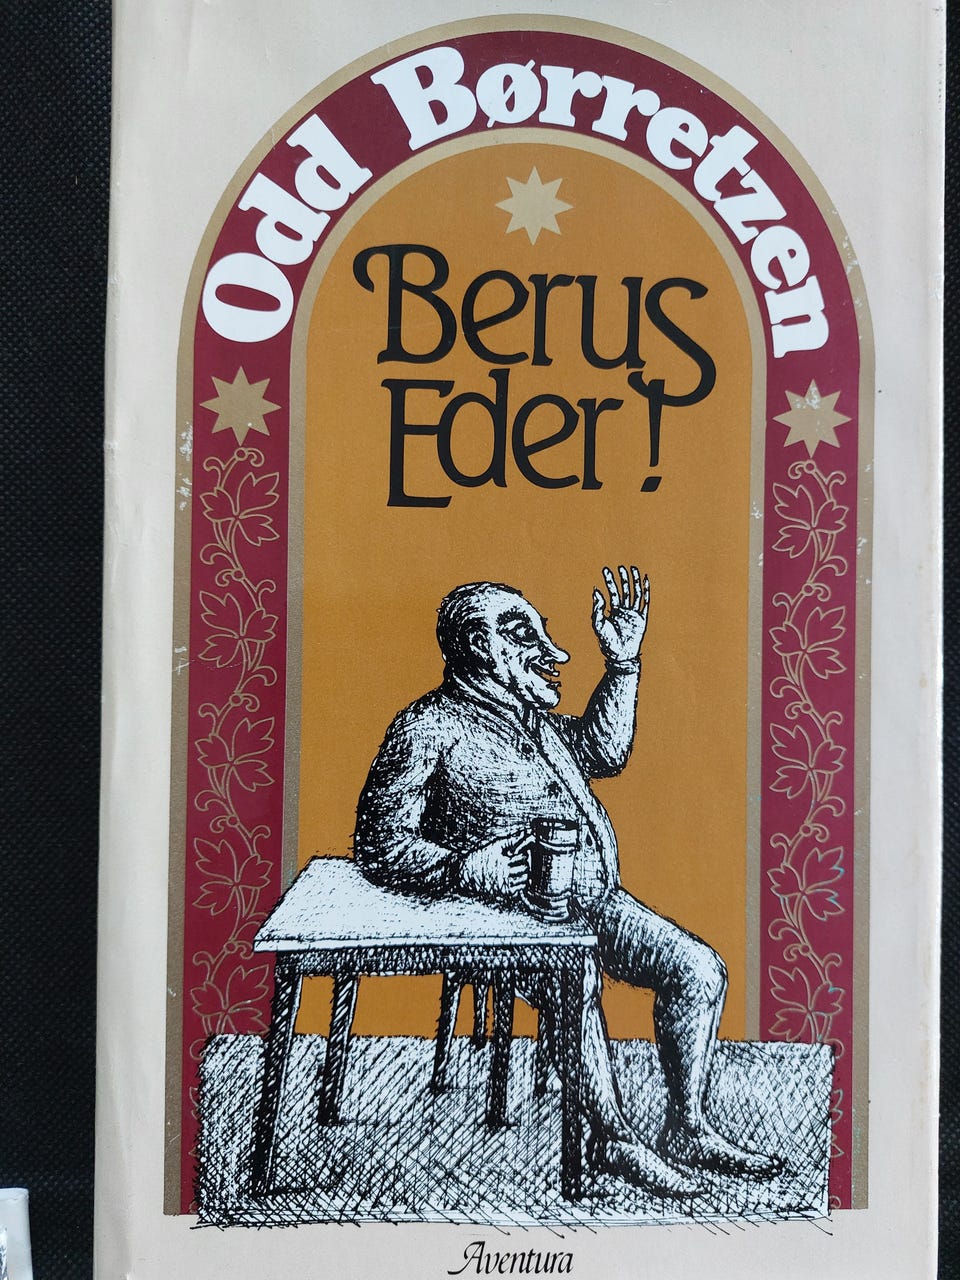 Odd Børretzen
Berus
Eder!
Aventura